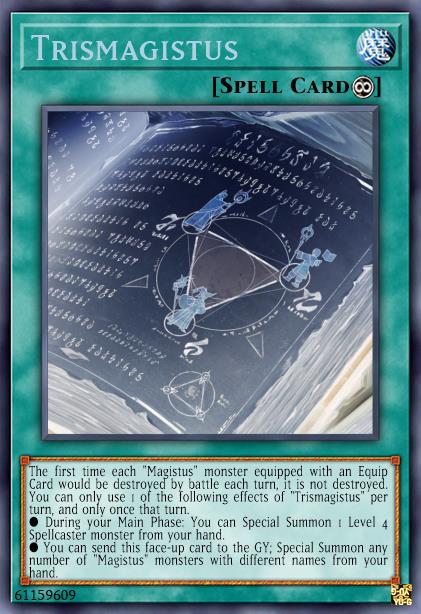 Trismagistus
魔
[Spell Card]
The first time each "Magistus" monster equipped with an Equip
Card would be destroyed by battle each turn, it is not destroyed.
You can only use 1 of the following effects of "Trismagistus" per
turn, and only once that turn.
● During your Main Phase: You can Special Summon 1 Level 4
Spellcaster monster from your hand.
● You can send this face-up card to the GY; Special Summon any
number of "Magistus" monsters with different names from your
hand.
61159609